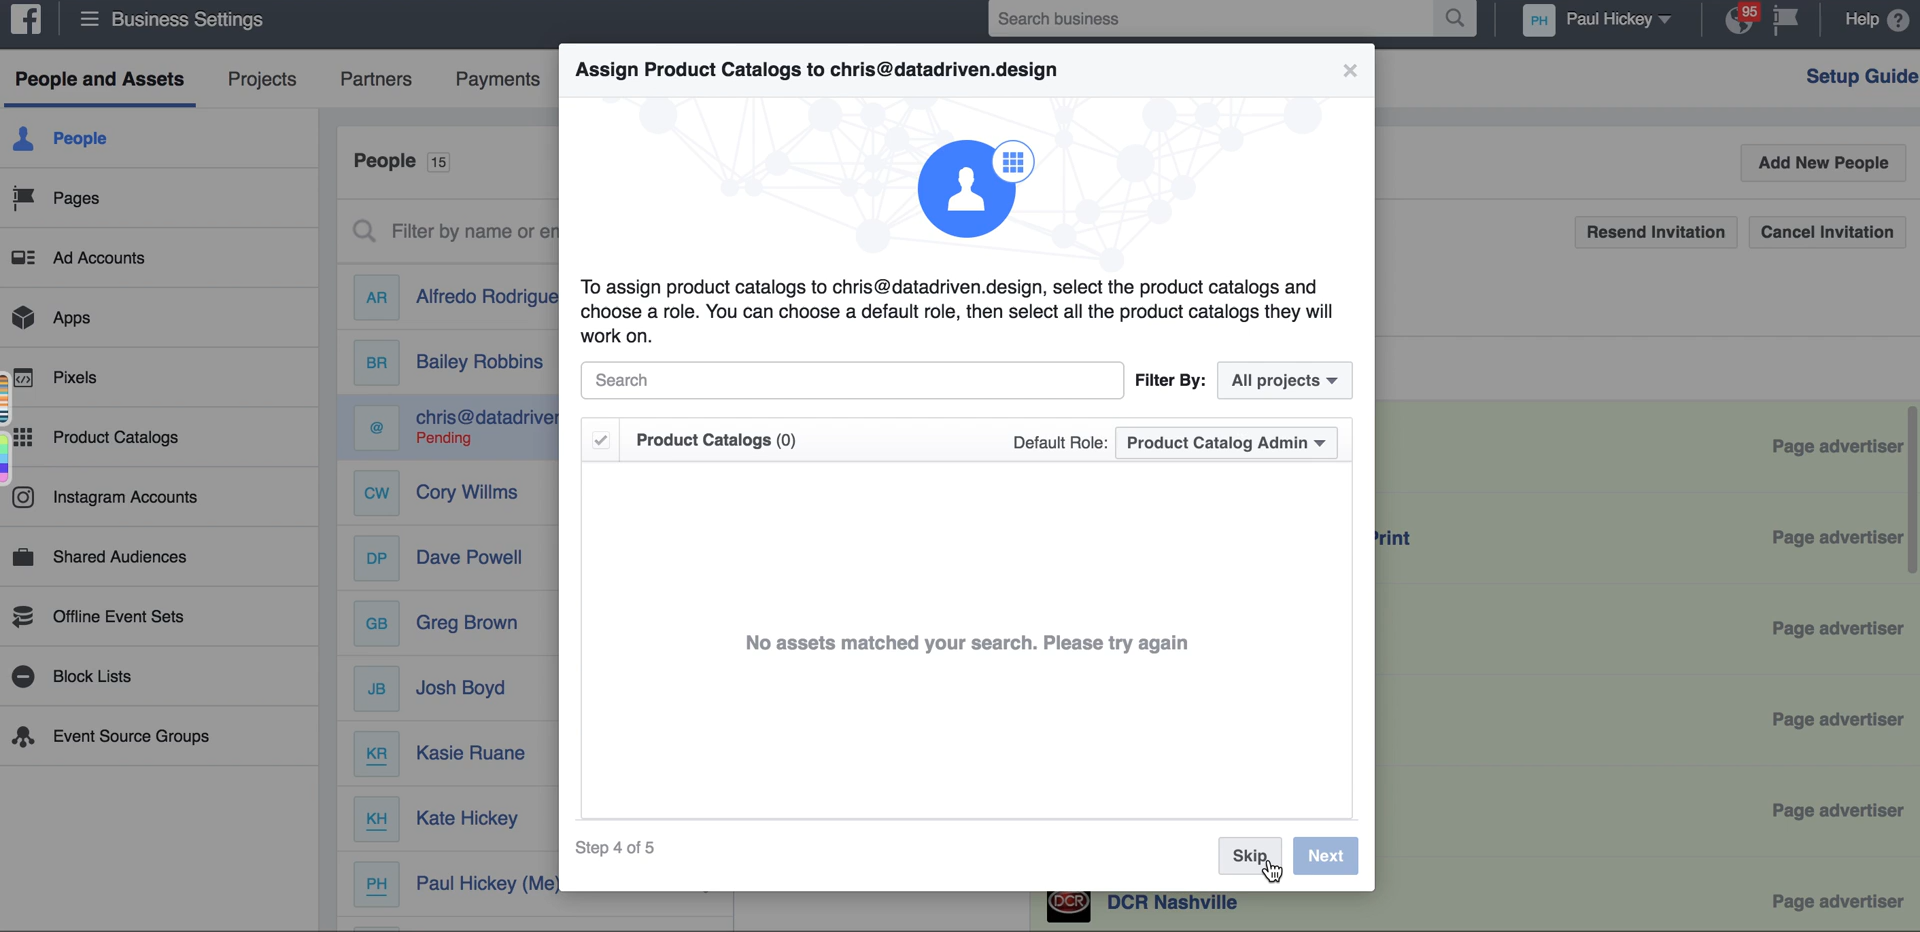 Business Settings
Search business
PH
Paul Hickey
95
Help
People and Assets
Projects
Partners
Payments
Setup Guide
People
Pages
Ad Accounts
Apps
Pixels
Product Catalogs
Instagram Accounts
Shared Audiences
Offline Event Sets
Block Lists
Event Source Groups
People 15
Filter by name or en
AR Alfredo Rodrigue
BR Bailey Robbins
@ chris@datadriven
Pending
CW Cory Willms
DP Dave Powell
GB Greg Brown
JB Josh Boyd
KR Kasie Ruane
KH Kate Hickey
PH Paul Hickey (Me)
Assign Product Catalogs to chris@datadriven.design
To assign product catalogs to chris@datadriven.design, select the product catalogs and
choose a role. You can choose a default role, then select all the product catalogs they will
work on.
Search
Filter By: All projects
Product Catalogs (0)
Default Role: Product Catalog Admin
No assets matched your search. Please try again
Step 4 of 5
Skip
Next
Add New People
Resend Invitation
Cancel Invitation
Page advertiser
Print
Page advertiser
Page advertiser
Page advertiser
Page advertiser
DCR DCR Nashville
Page advertiser